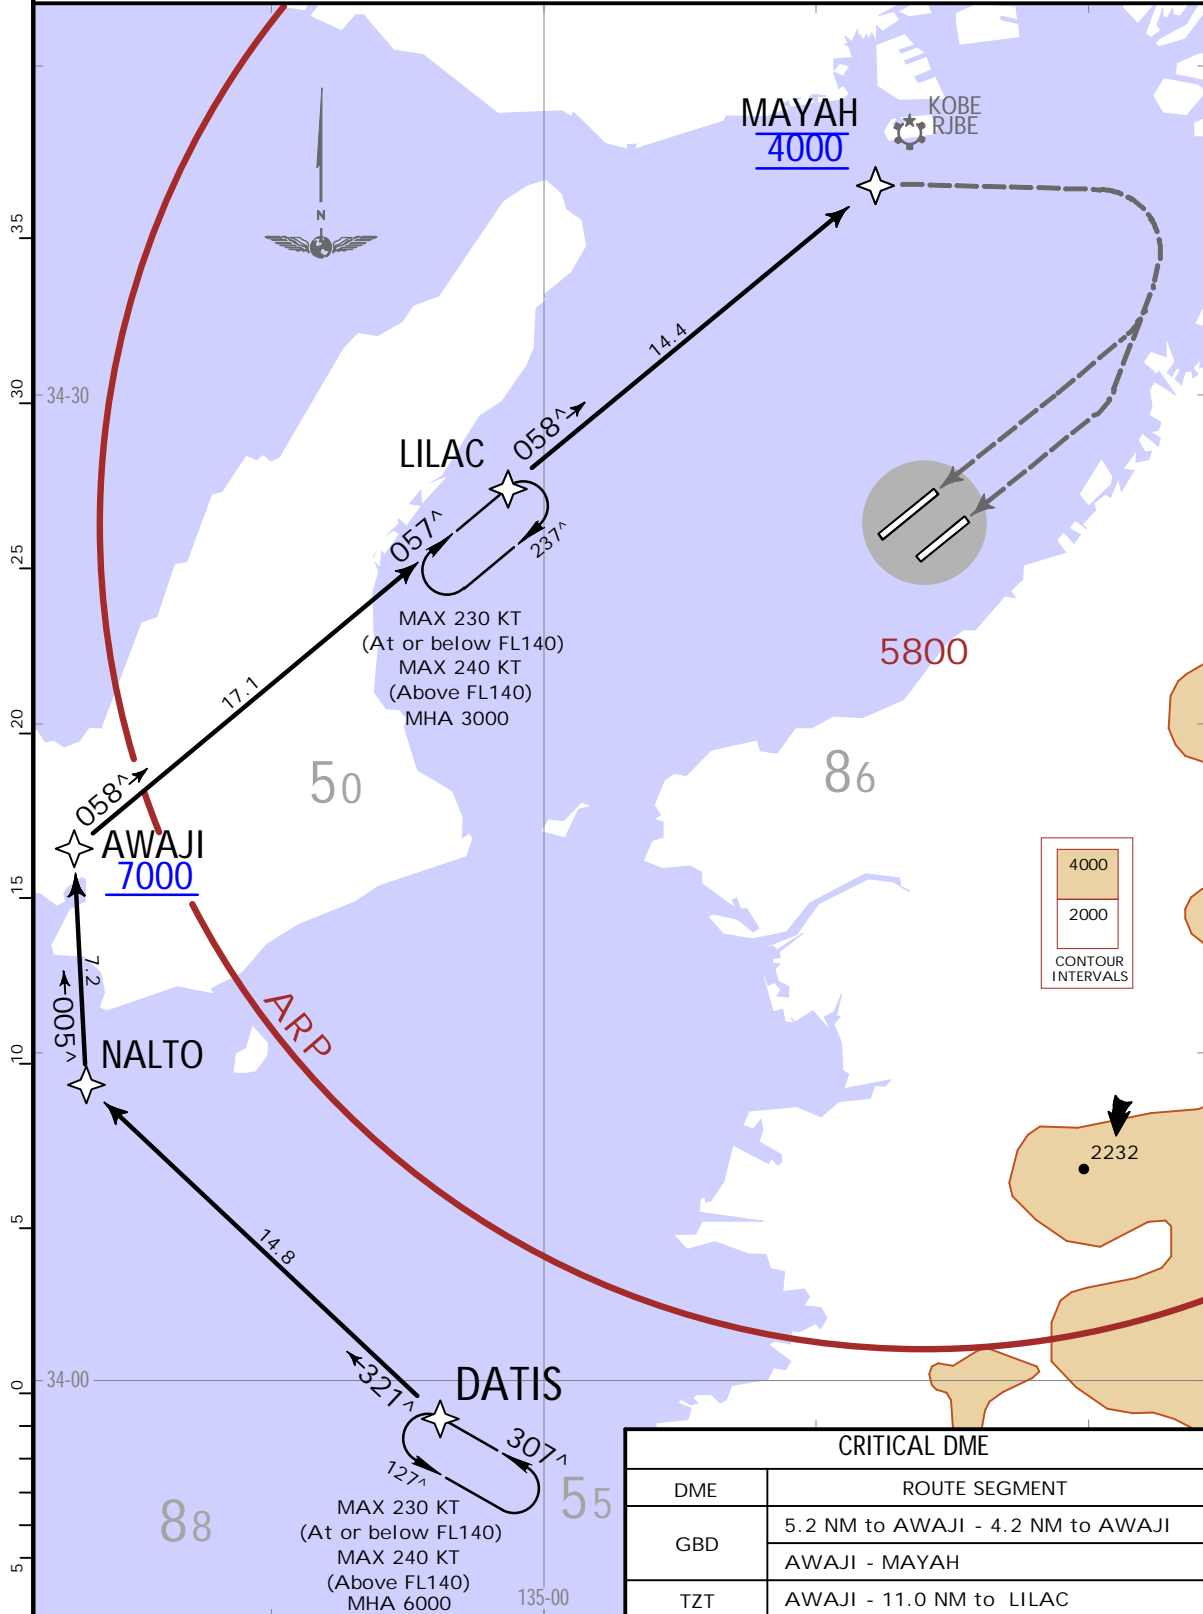 MAYAH
4000
KOBE
RJBE
N
35
14.4
30
34-30
058^
LILAC
057^
237^
25
MAX 230 KT
(At or below FL140)
MAX 240 KT
(Above FL140)
MHA 3000
5800
17.1
20
50
86
058^
AWAJI
7000
4000
2000
CONTOUR
INTERVALS
15
7.2
005^
ARP
10
NALTO
2232
5
14.8
0
34-00
321^
DATIS
307^
127^
MAX 230 KT
(At or below FL140)
MAX 240 KT
(Above FL140)
MHA 6000
88
55
5
135-00
CRITICAL DME
DME ROUTE SEGMENT
GBD 5.2 NM to AWAJI - 4.2 NM to AWAJI
AWAJI - MAYAH
TZT AWAJI - 11.0 NM to LILAC